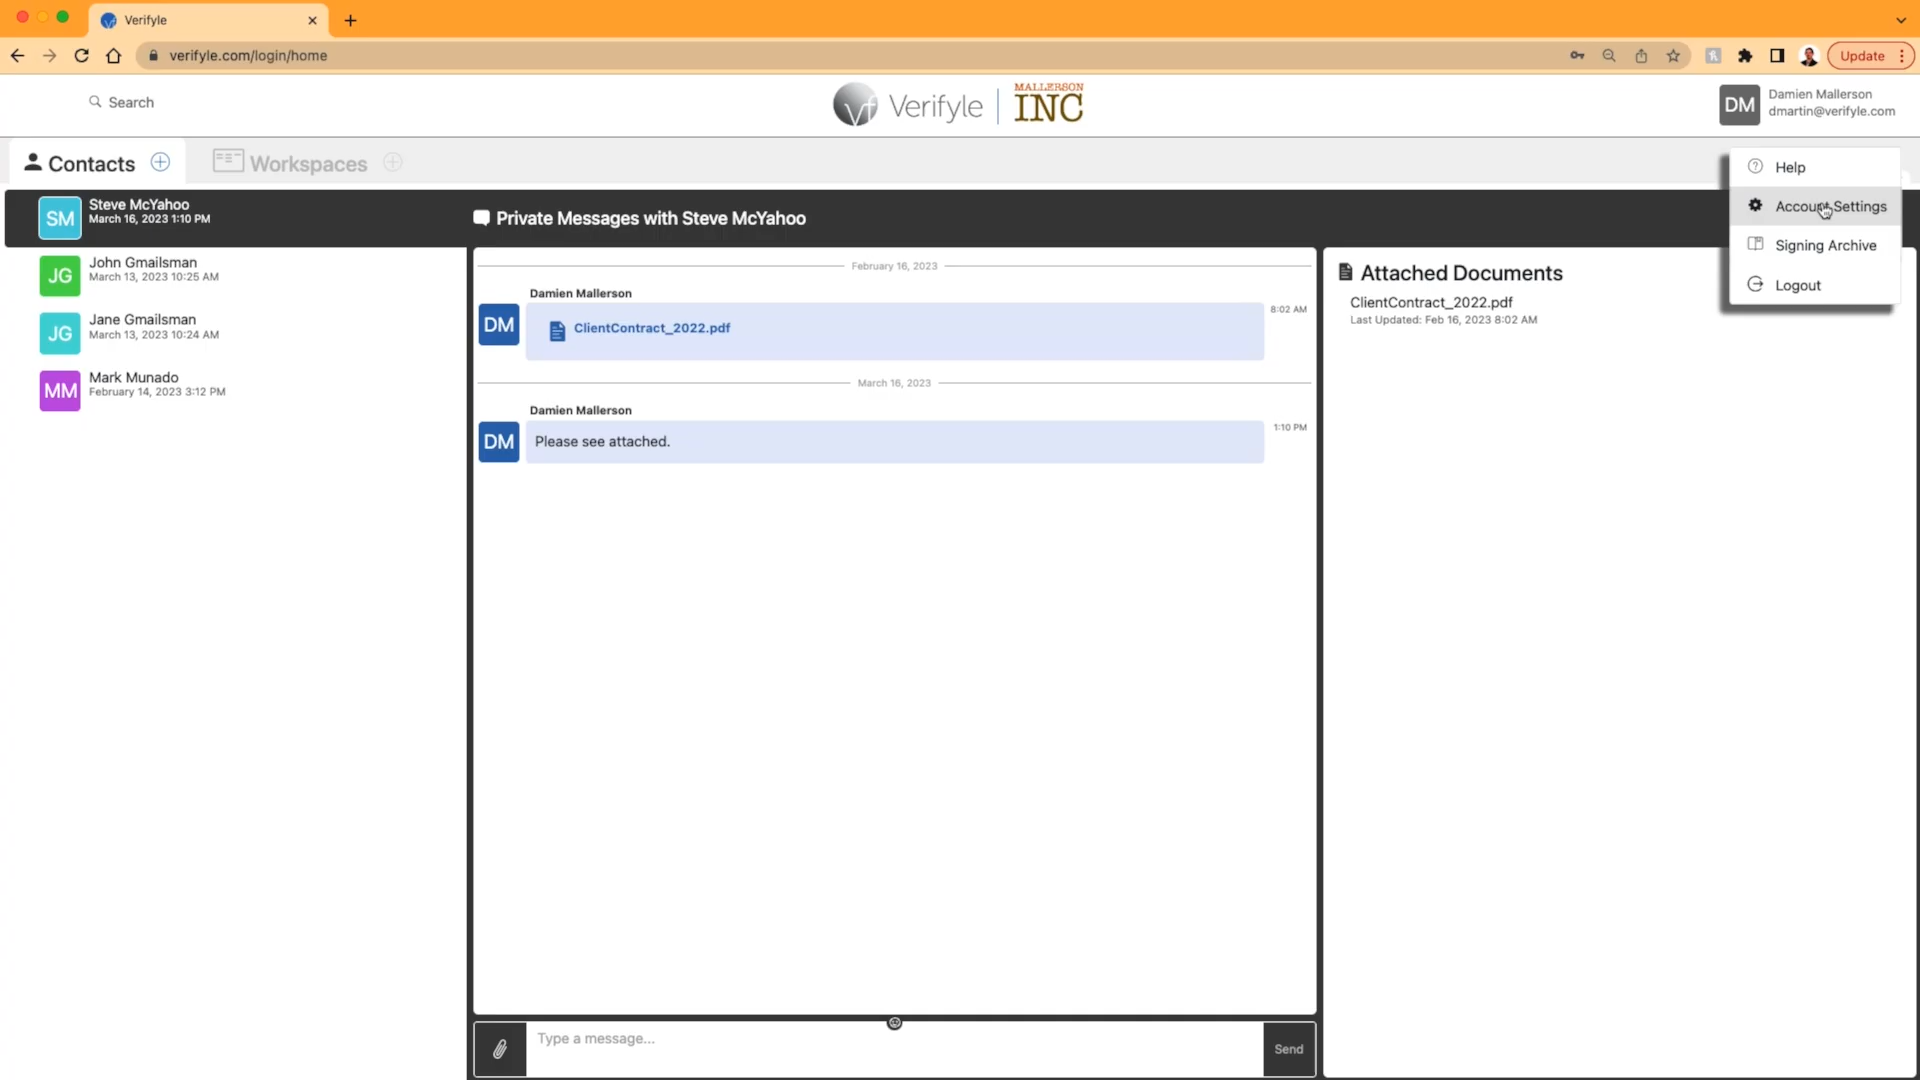 Verifyle
verifyle.com/login/home
Update
Search
vf Verifyle
MALLERSON
INC
DM
Damien Mallerson
dmartin@verifyle.com
Contacts
Workspaces
Help
Account Settings
Signing Archive
Logout
SM
Steve McYahoo
March 16, 2023 1:10 PM
JG
John Gmailsman
March 13, 2023 10:25 AM
JG
Jane Gmailsman
March 13, 2023 10:24 AM
MM
Mark Munado
February 14, 2023 3:12 PM
Private Messages with Steve McYahoo
February 16, 2023
Damien Mallerson
DM
ClientContract_2022.pdf
8:02 AM
March 16, 2023
Damien Mallerson
DM
Please see attached.
1:10 PM
Type a message...
Send
Attached Documents
ClientContract_2022.pdf
Last Updated: Feb 16, 2023 8:02 AM